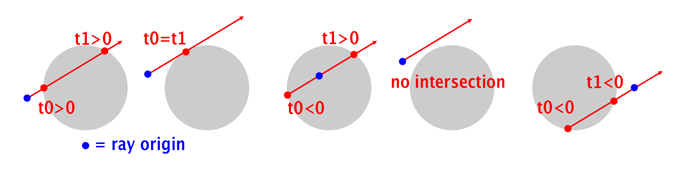 t1>0
t0>0
t0=t1
t1>0
t0<0
no intersection
t1<0
t0<0
= ray origin